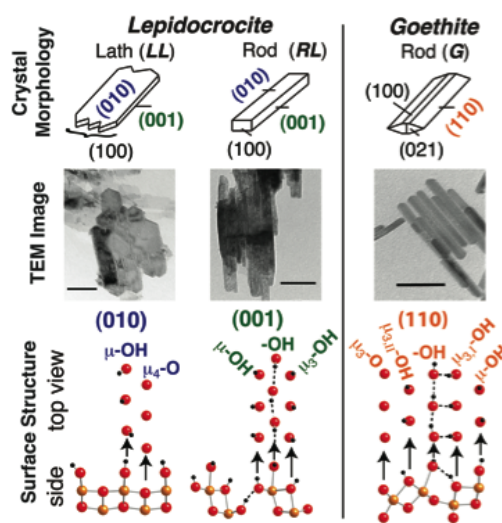 Lepidocrocite
Goethite
Lath (LL)
Rod (RL)
Rod (G)
Crystal
Morphology
(010)
(001)
(100)
(010)
(001)
(100)
(100)
(110)
(021)
TEM Image
(010)
(001)
(110)
μ-OH
μ4-O
μ-OH
-OH
μ3-OH
μ3-O
μ3,II-OH
-OH
μ3,I-OH
μ-OH
Surface Structure
top view
side